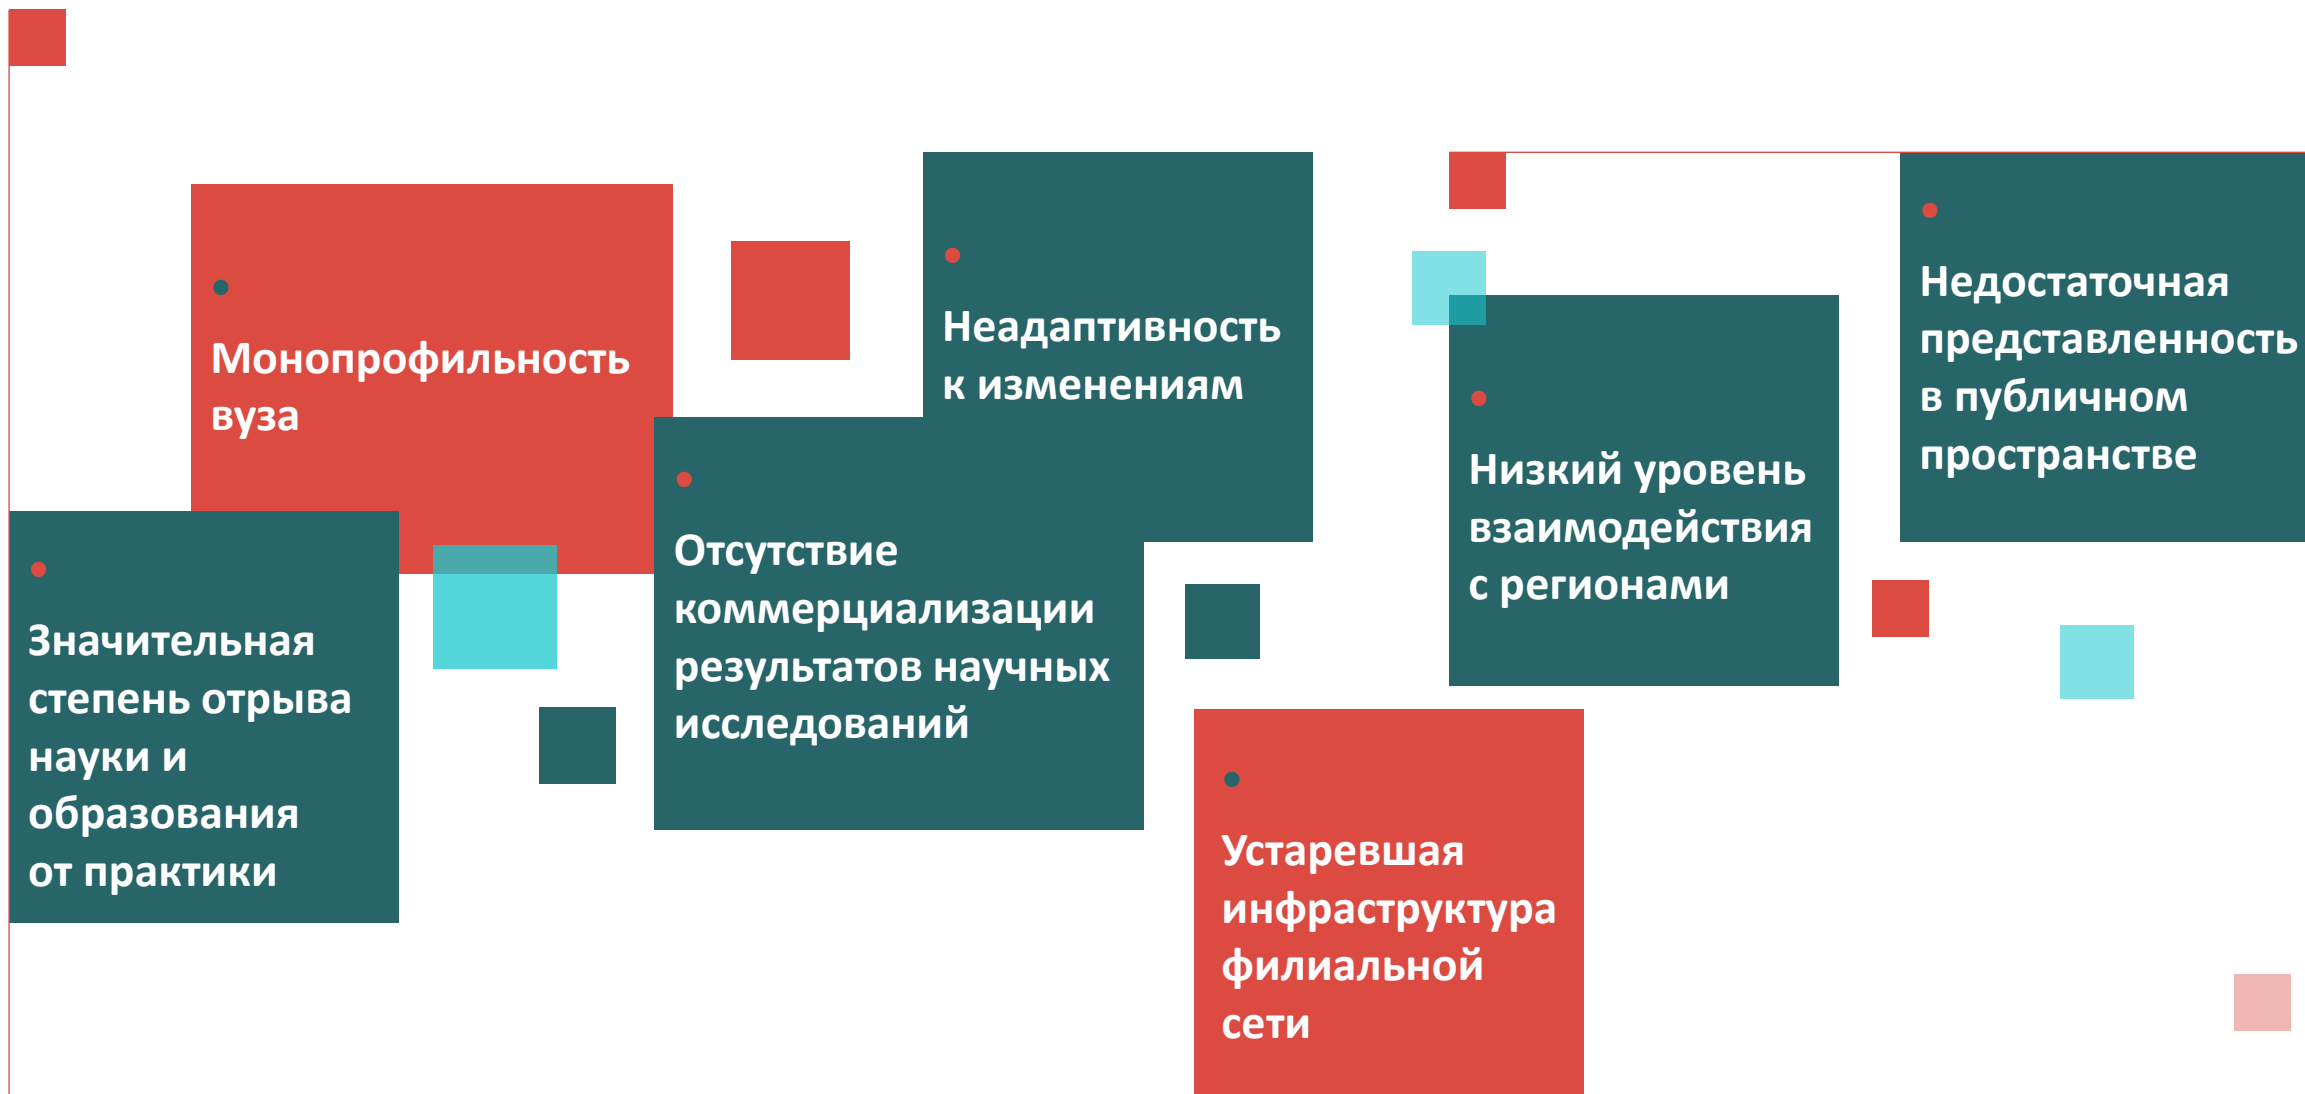 Монопрофильность
вуза
Значительная
степень отрыва
науки и
образования
от практики
Неадаптивность
к изменениям
Отсутствие
коммерциализации
результатов научных
исследований
Низкий уровень
взаимодействия
с регионами
Устаревшая
инфраструктура
филиальной
сети
Недостаточная
представленность
в публичном
пространстве